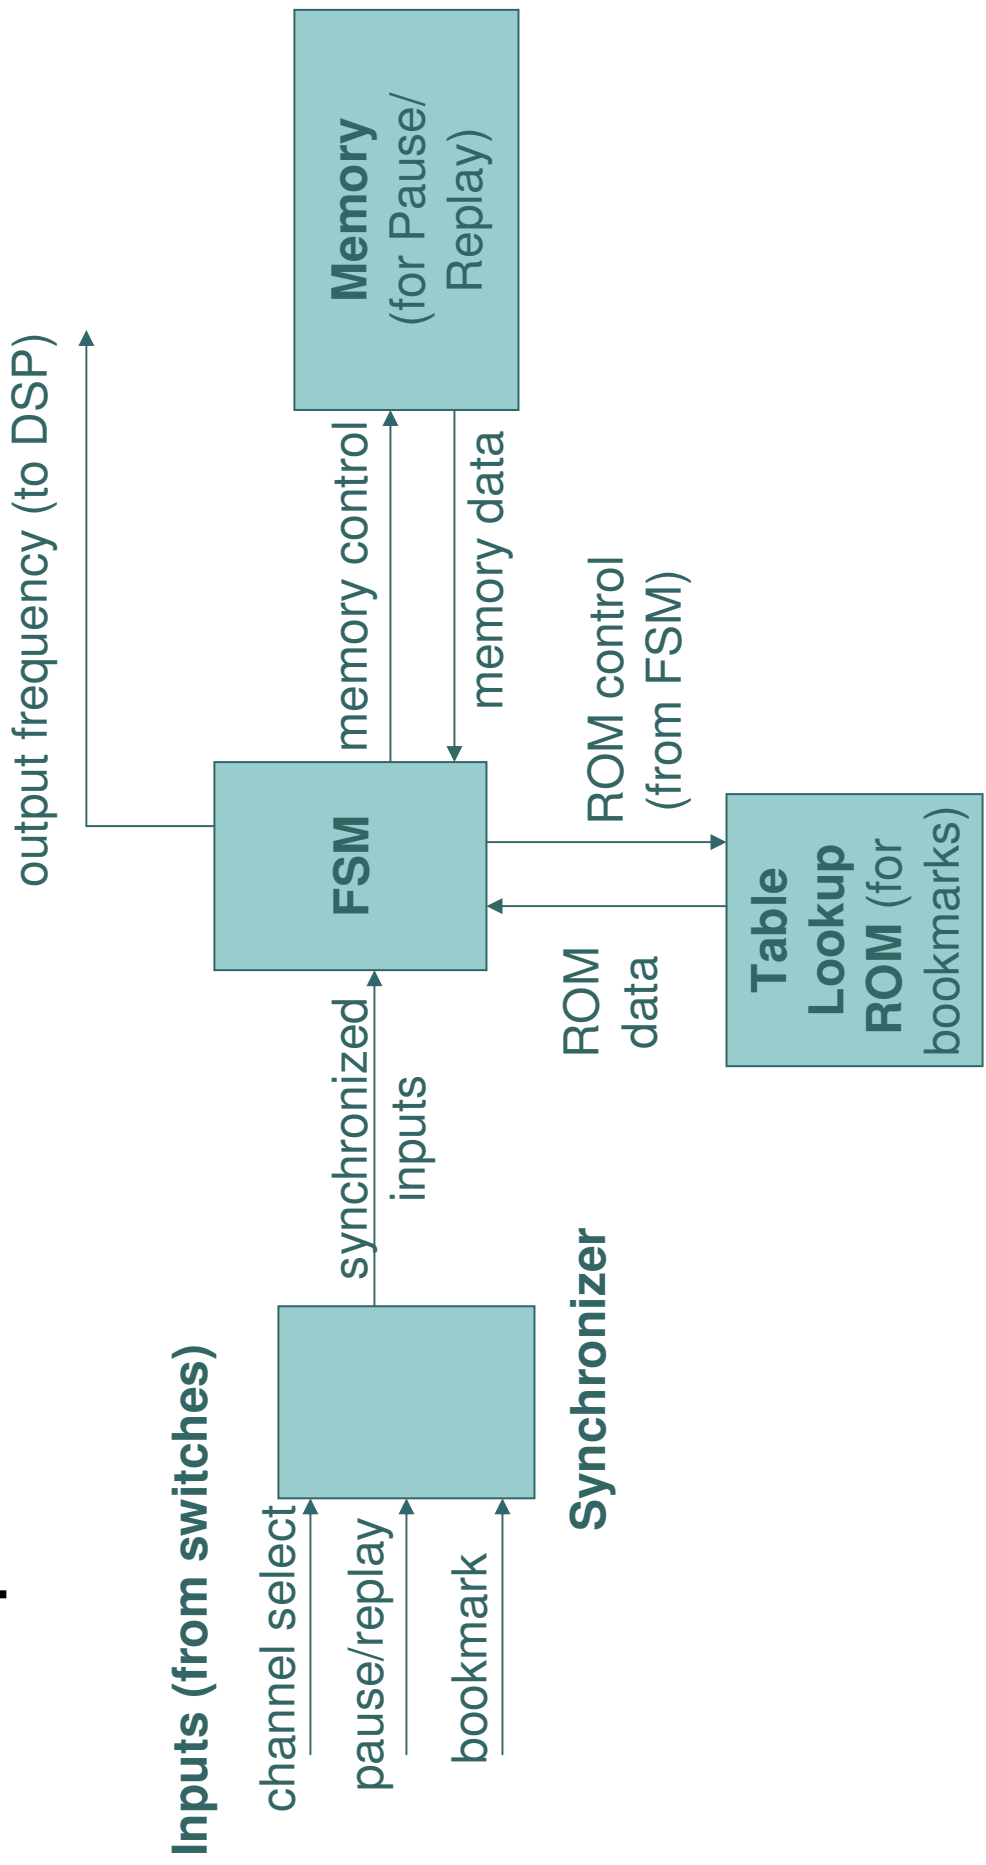 Inputs (from switches)
channel select
pause/replay
bookmark
Synchronizer
synchronized
inputs
output frequency (to DSP)
FSM
memory control
memory data
Memory
(for Pause/
Replay)
ROM
data
ROM control
(from FSM)
Table
Lookup
ROM (for
bookmarks)